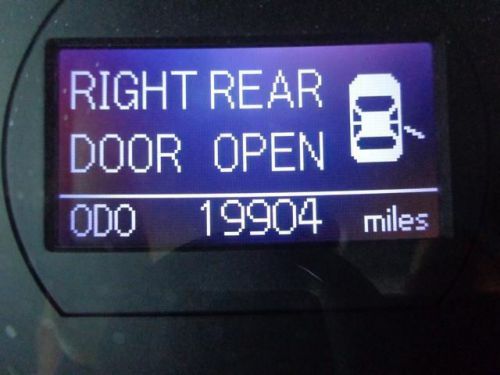 RIGHT REAR
DOOR OPEN
ODO 19904 miles